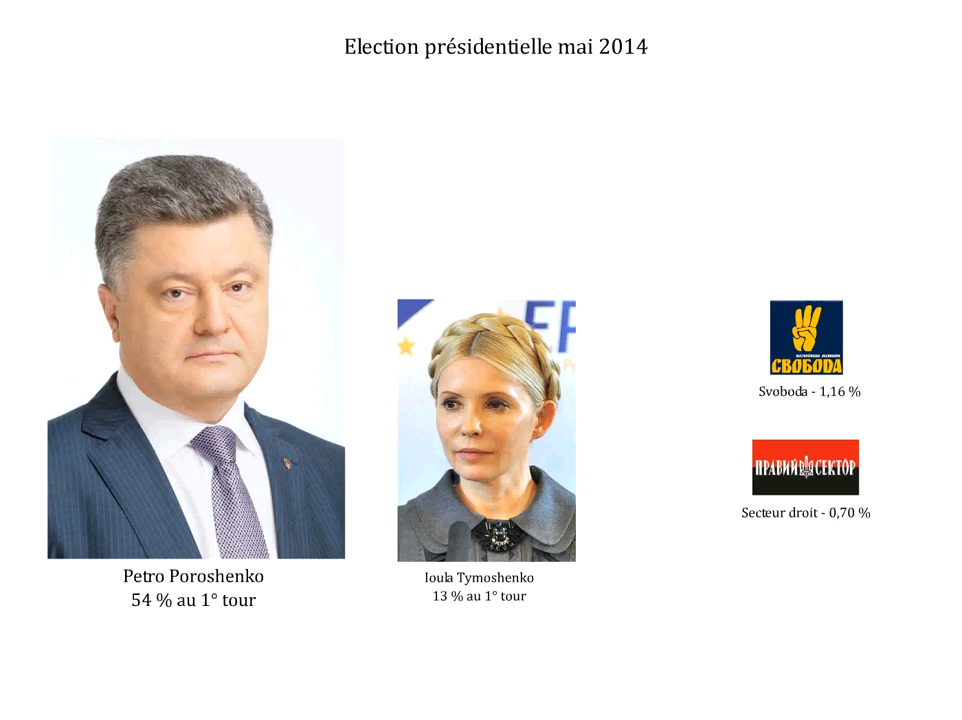 Election présidentielle mai 2014
EP
Petro Poroshenko
54 % au 1° tour
Ioula Tymoshenko
13 % au 1° tour
СВОБОДА
Svoboda - 1,16 %
ПРАВИЙ СЕКТОР
Secteur droit - 0,70 %